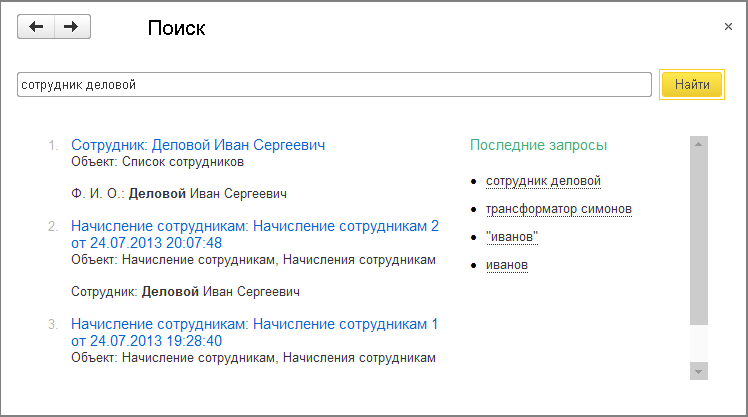 Поиск
сотрудник деловой
Найти
1. Сотрудник: Деловой Иван Сергеевич
Объект: Список сотрудников
Ф. И. О.: Деловой Иван Сергеевич
2. Начисление сотрудникам: Начисление сотрудникам 2
от 24.07.2013 20:07:48
Объект: Начисление сотрудникам, Начисления сотрудникам
Сотрудник: Деловой Иван Сергеевич
3. Начисление сотрудникам: Начисление сотрудникам 1
от 24.07.2013 19:28:40
Объект: Начисление сотрудникам, Начисления сотрудникам
Последние запросы
• сотрудник деловой
• трансформатор симонов
• "иванов"
• иванов